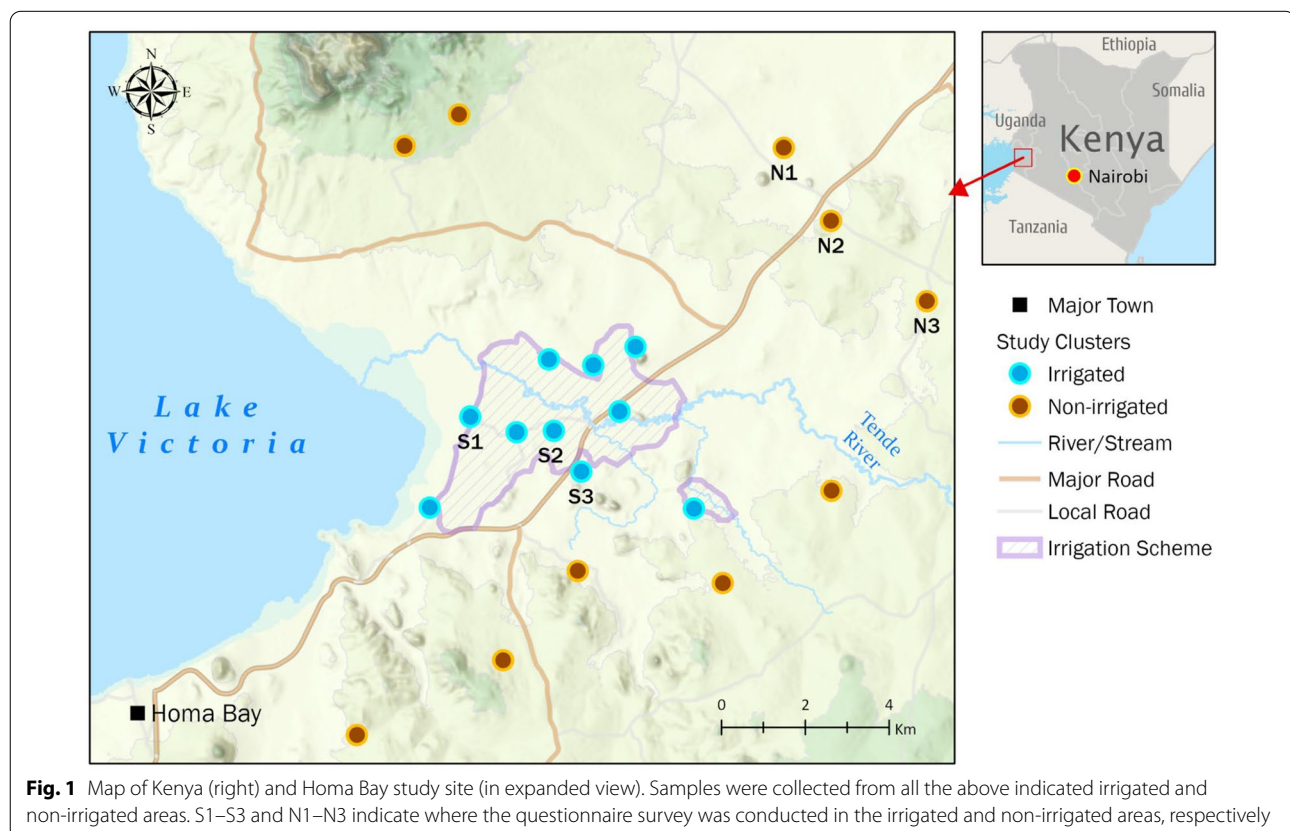 N
W E
S
N1
N2
N3
Lake
Victoria
S1
S2
S3
Tende
River
Homa Bay
0 2 4
Km
Ethiopia
Somalia
Uganda
Kenya
Nairobi
Tanzania
Major Town
Study Clusters
Irrigated
Non-irrigated
River/Stream
Major Road
Local Road
Irrigation Scheme
Fig. 1 Map of Kenya (right) and Homa Bay study site (in expanded view). Samples were collected from all the above indicated irrigated and
non-irrigated areas. S1–S3 and N1–N3 indicate where the questionnaire survey was conducted in the irrigated and non-irrigated areas, respectively